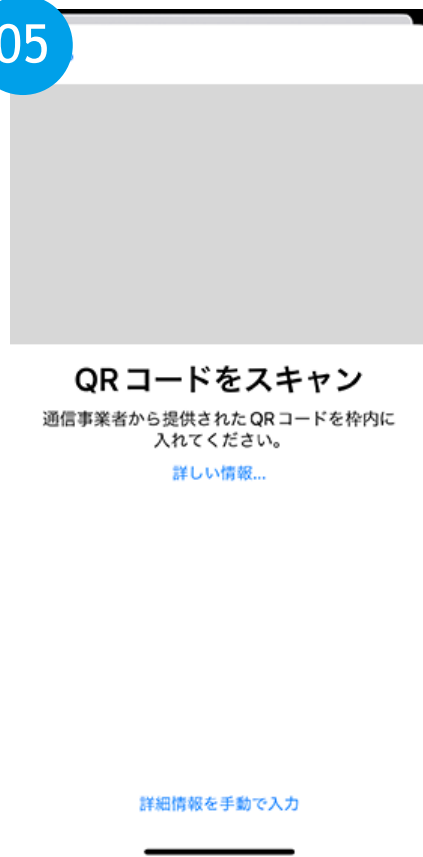 05
QRコードをスキャン
通信事業者から提供されたQRコードを枠内に
入れてください。
詳しい情報...
詳細情報を手動で入力